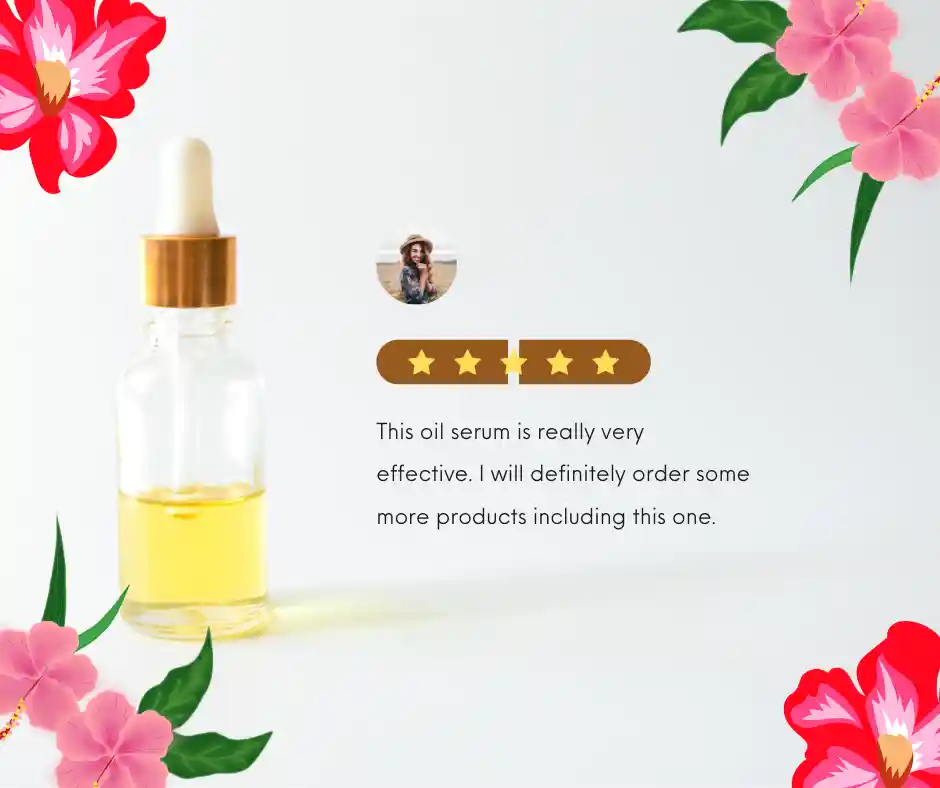 This oil serum is really very
effective. I will definitely order some
more products including this one.